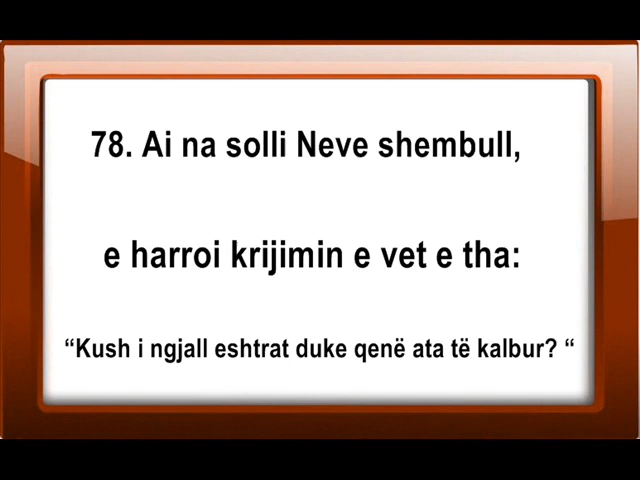 78. Ai na solli Neve shembull,
e harroi krijimin e vet e tha:
“Kush i ngjall eshtrat duke qenë ata të kalbur? “